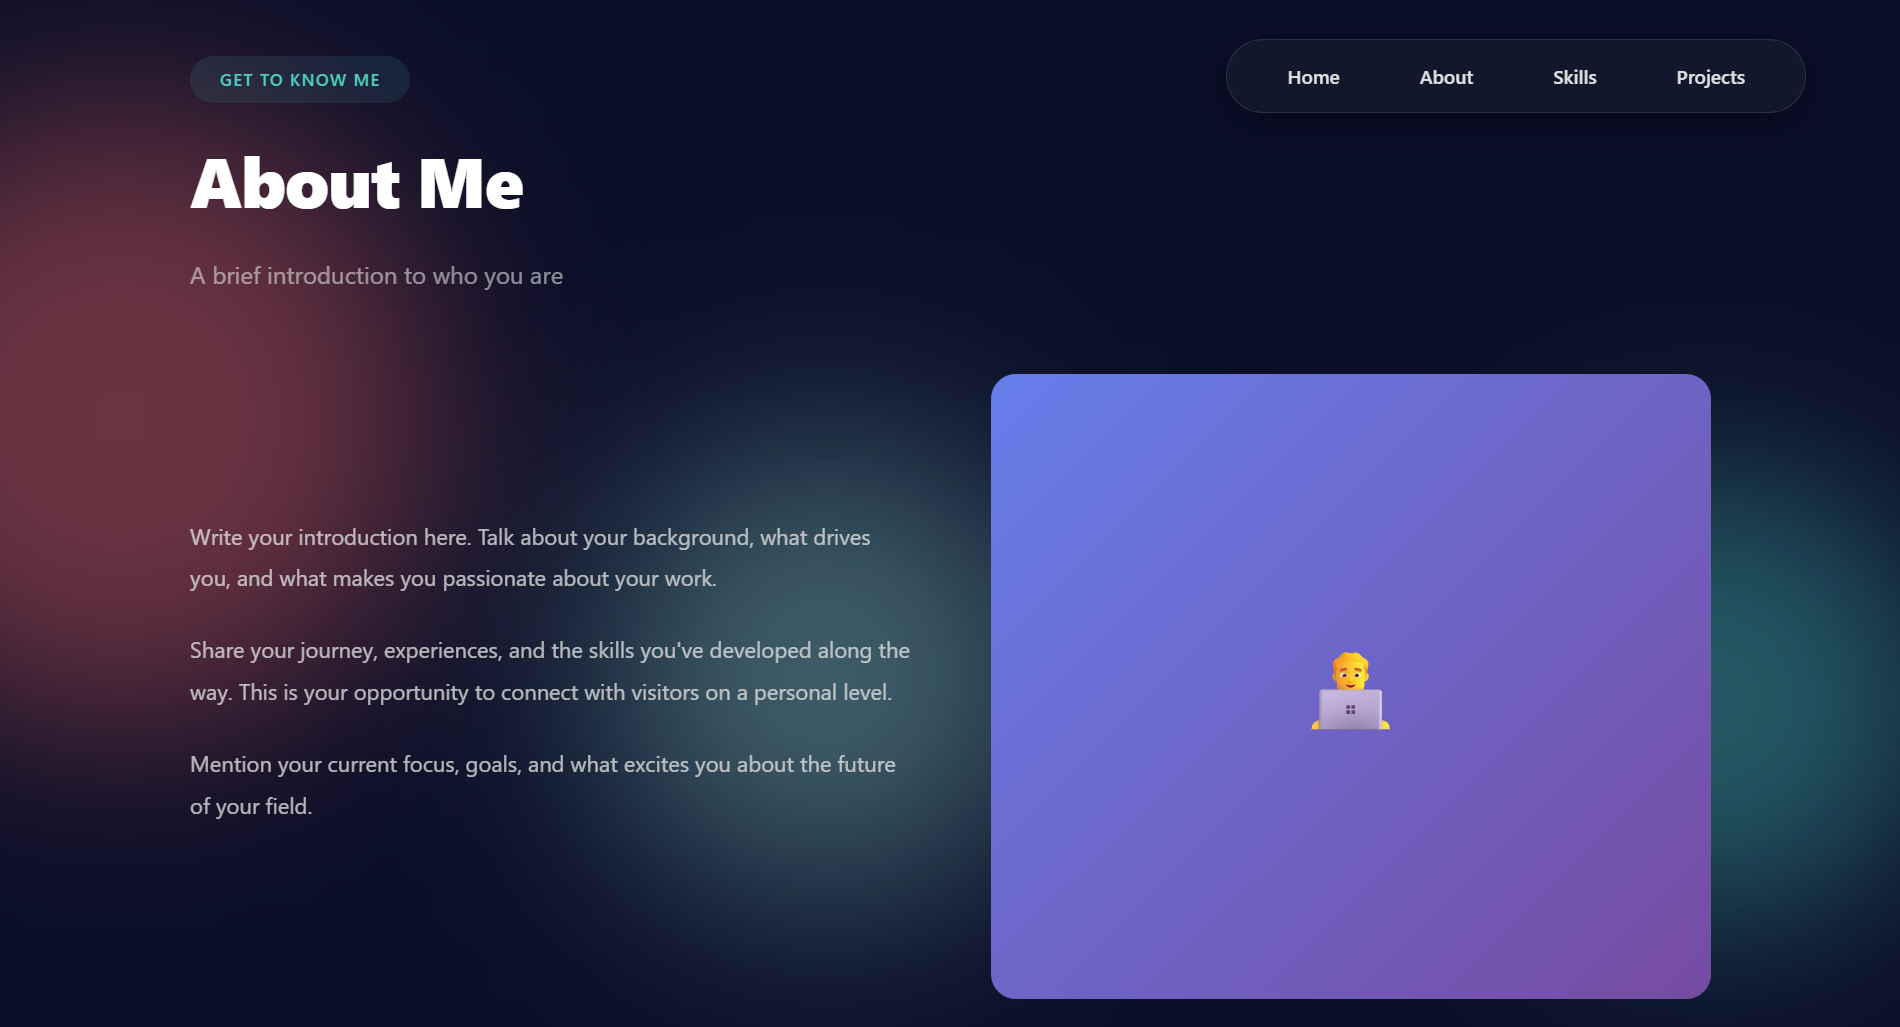 GET TO KNOW ME
Home
About
Skills
Projects
About Me
A brief introduction to who you are
Write your introduction here. Talk about your background, what drives
you, and what makes you passionate about your work.
Share your journey, experiences, and the skills you've developed along the
way. This is your opportunity to connect with visitors on a personal level.
Mention your current focus, goals, and what excites you about the future
of your field.